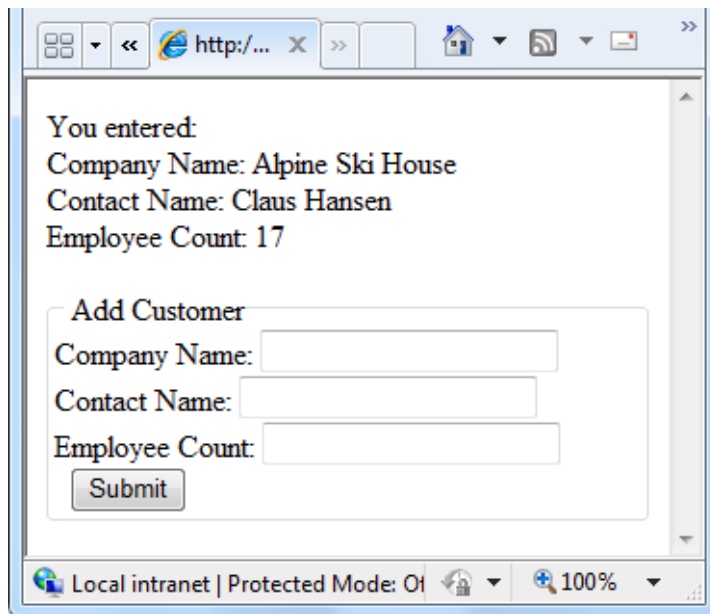 http:/...
You entered:
Company Name: Alpine Ski House
Contact Name: Claus Hansen
Employee Count: 17
Add Customer
Company Name:
Contact Name:
Employee Count:
Submit
Local intranet | Protected Mode: Of
100%